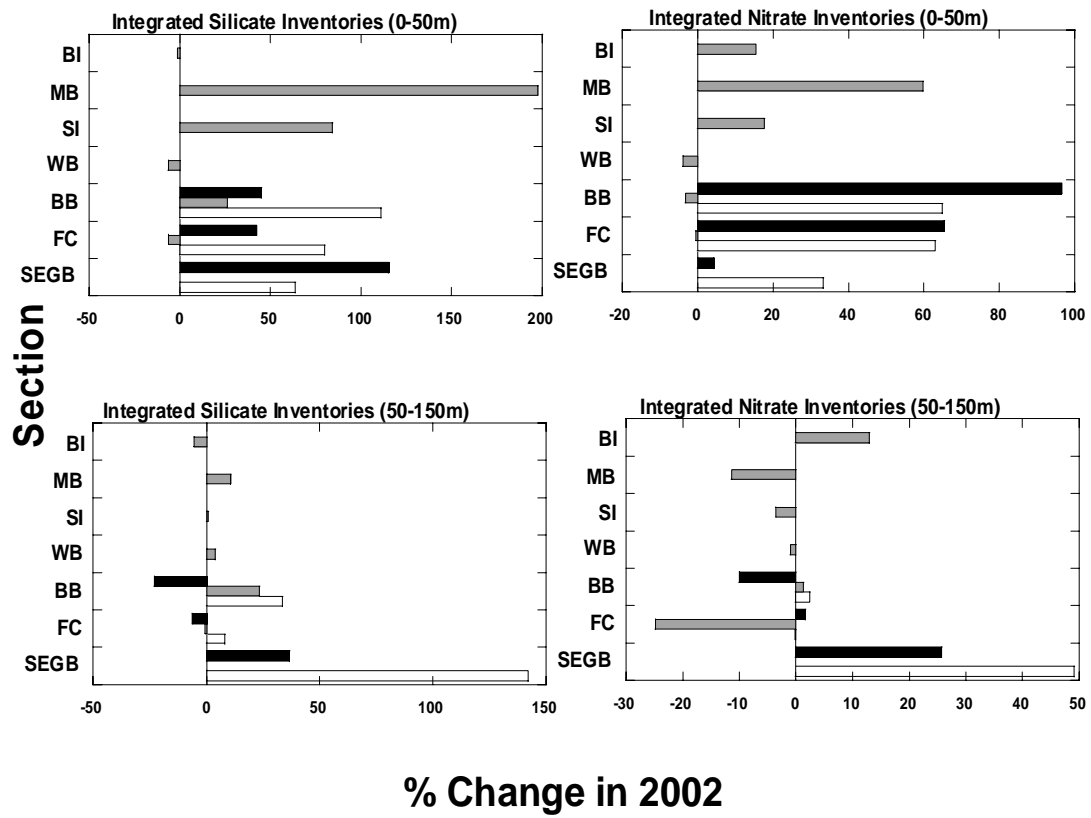 Integrated Silicate Inventories (0-50m)
BI
MB
SI
WB
BB
FC
SEGB
-50 0 50 100 150 200
Integrated Nitrate Inventories (0-50m)
BI
MB
SI
WB
BB
FC
SEGB
-20 0 20 40 60 80 100
Section
Integrated Silicate Inventories (50-150m)
BI
MB
SI
WB
BB
FC
SEGB
-50 0 50 100 150
Integrated Nitrate Inventories (50-150m)
BI
MB
SI
WB
BB
FC
SEGB
-30 -20 -10 0 10 20 30 40 50
% Change in 2002